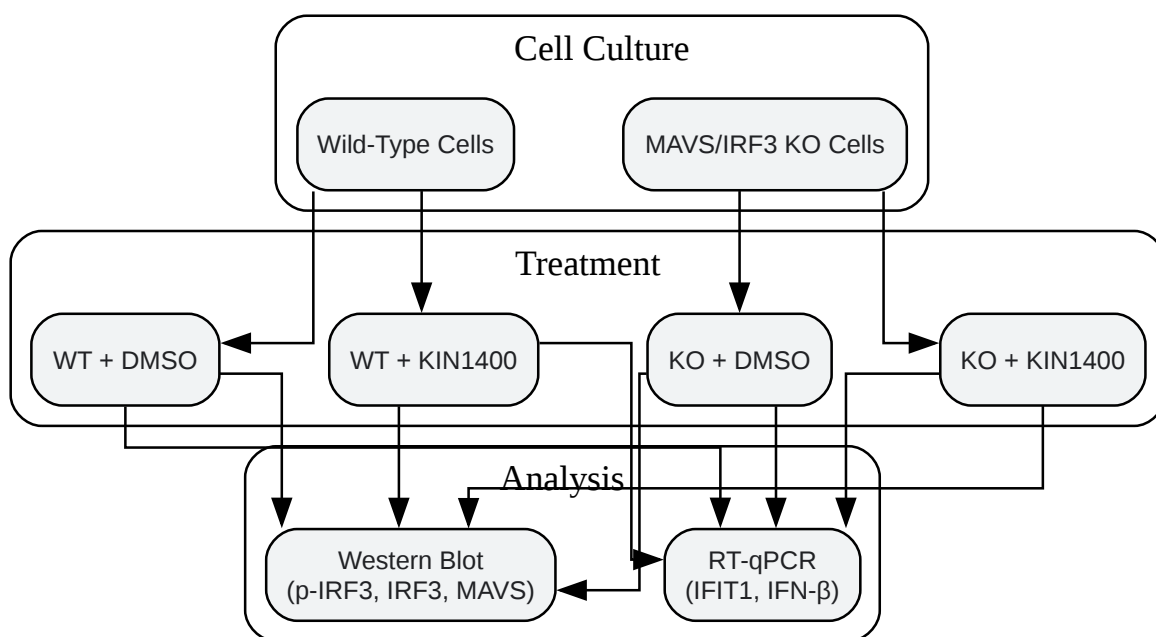 Cell Culture
Wild-Type Cells
MAVS/IRF3 KO Cells
Treatment
WT + DMSO
WT + KIN1400
KO + DMSO
KO + KIN1400
Analysis
Western Blot
(p-IRF3, IRF3, MAVS)
RT-qPCR
(IFIT1, IFN-β)